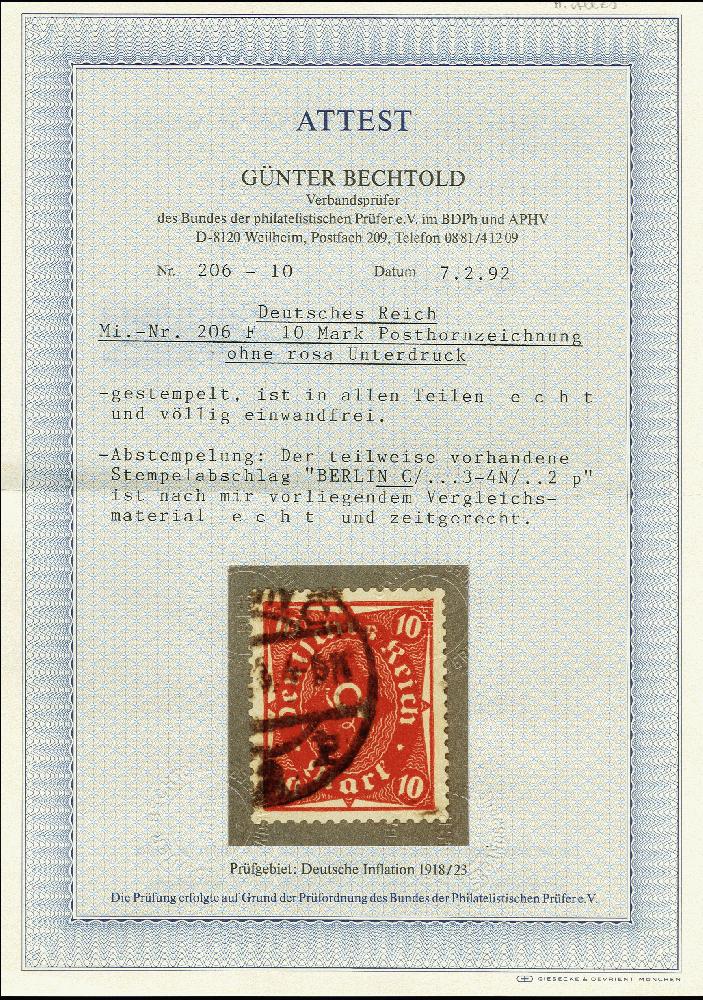 ATTEST
GÜNTER BECHTOLD
Verbandsprüfer
des Bundes der philatelistischen Prüfer e.V. im BDPh und APHV
D-8120 Weilheim, Postfach 209, Telefon 0881/41209
Nr. 206 - 10 Datum 7.2.92
Deutsches Reich
Mi.-Nr. 206 F 10 Mark Posthornzeichnung
ohne rosa Unterdruck
-gestempelt, ist in allen Teilen e c h t
und völlig einwandfrei.
-Abstempelung: Der teilweise vorhandene
Stempelabschlag "BERLIN C/...3-4N/..2 p"
ist nach mir vorliegendem Vergleichs-
material e c h t und zeitgerecht.
10
Reich
10
Prüfgebiet: Deutsche Inflation 1918/23
Die Prüfung erfolgte auf Grund der Prüfordnung des Bundes der Philatelistischen Prüfer e.V.
GIESECKE & DEVRIENT MÜNCHEN